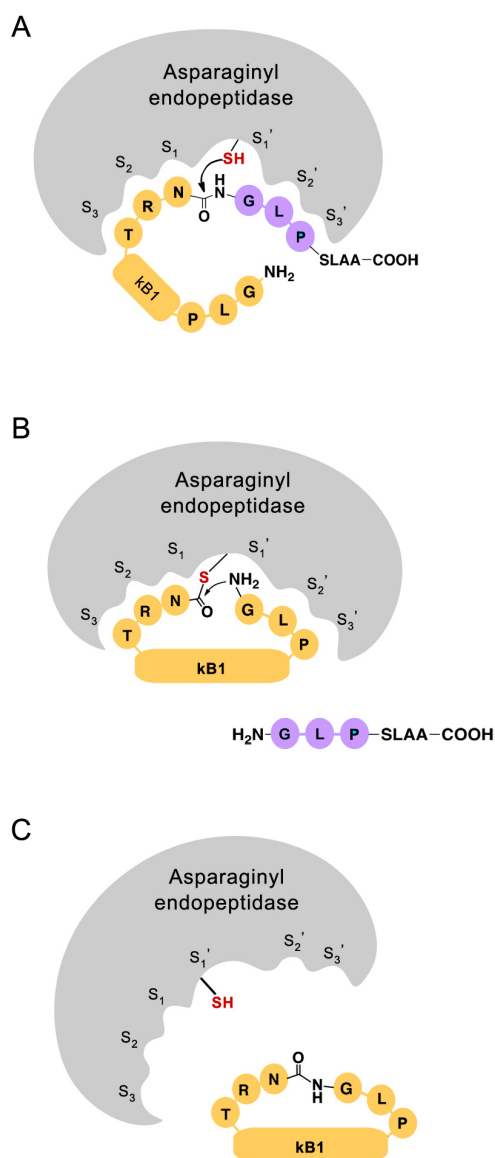 A
Asparaginyl
endopeptidase
S3 S2 S1 S1' S2' S3'
SH
T R N O H N G L P
SLAA–COOH
NH2
kB1
P L G
B
Asparaginyl
endopeptidase
S3 S2 S1 S1' S2' S3'
S NH2
T R N O G L P
kB1
H2N–G–L–P–SLAA–COOH
C
Asparaginyl
endopeptidase
S1' S2' S3'
S1
SH
S2
S3
O
T R N N H G L P
kB1